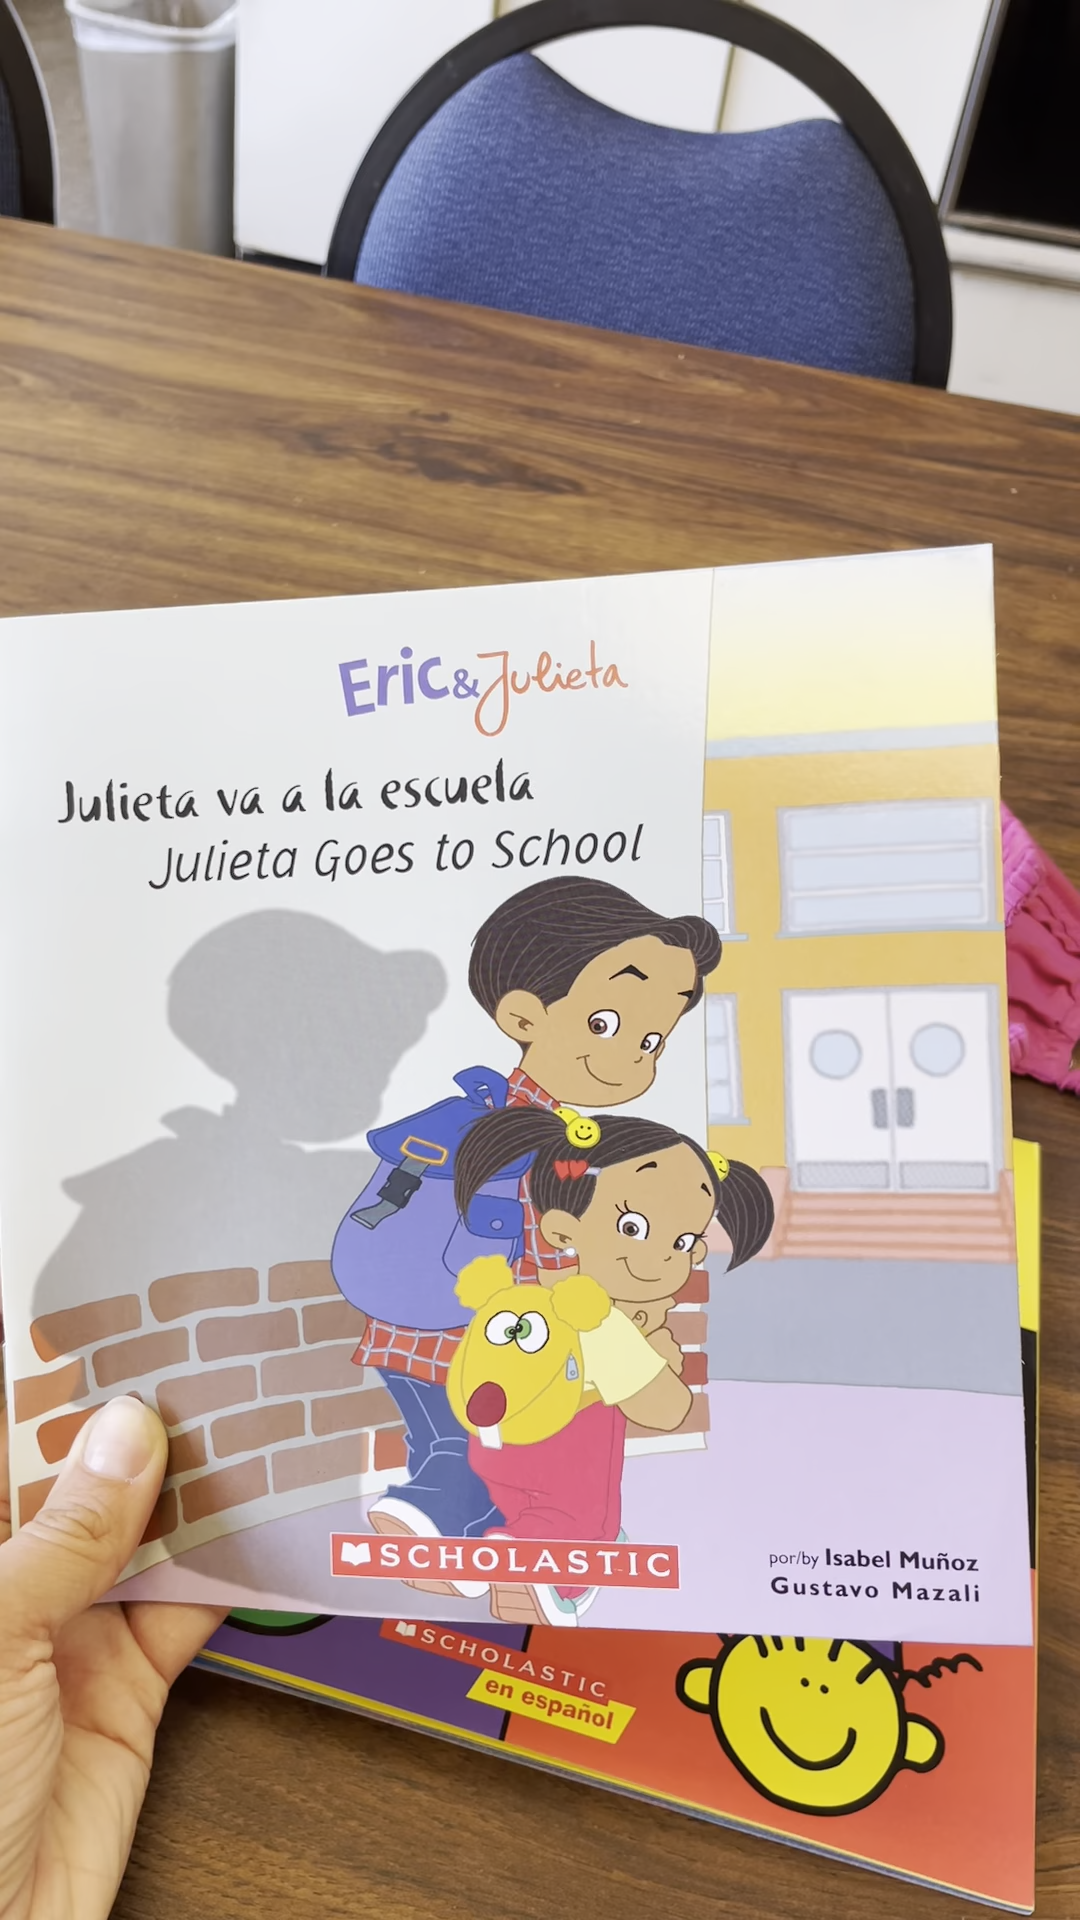 Eric & Julieta
Julieta va a la escuela
Julieta Goes to School
SCHOLASTIC
por/by Isabel Muñoz
Gustavo Mazali
SCHOLASTIC
en español